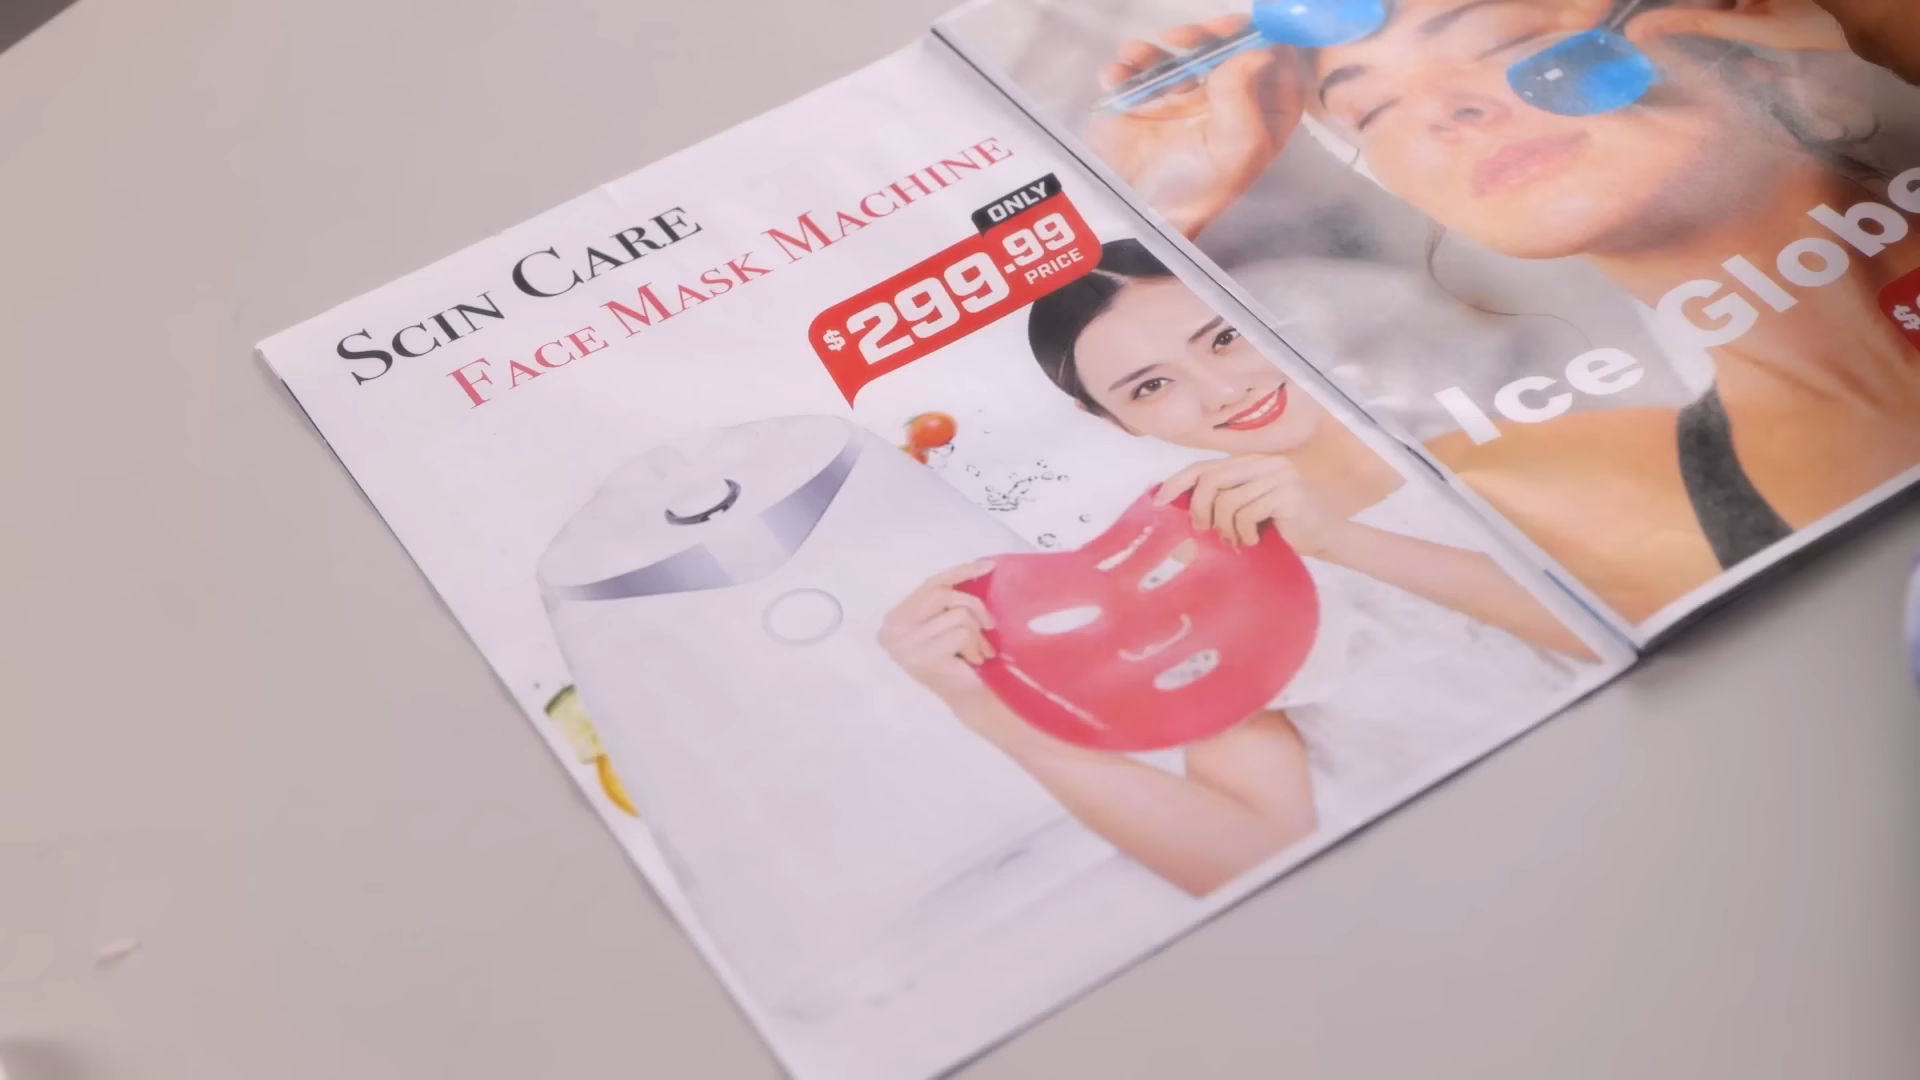 SCIN CARE
FACE MASK MACHINE
ONLY
$299.99
PRICE
Ice Globe
$